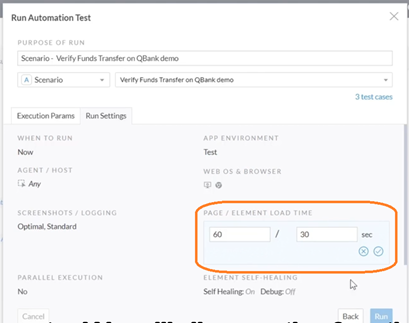 Run Automation Test
PURPOSE OF RUN
Scenario - Verify Funds Transfer on QBank demo
A Scenario
Verify Funds Transfer on QBank demo
3 test cases
Execution Params
Run Settings
WHEN TO RUN
Now
APP ENVIRONMENT
Test
AGENT / HOST
Any
WEB OS & BROWSER
SCREENSHOTS / LOGGING
Optimal, Standard
PAGE / ELEMENT LOAD TIME
60 / 30 sec
PARALLEL EXECUTION
No
ELEMENT SELF-HEALING
Self Healing: On Debug: Off
Cancel
Back
Run